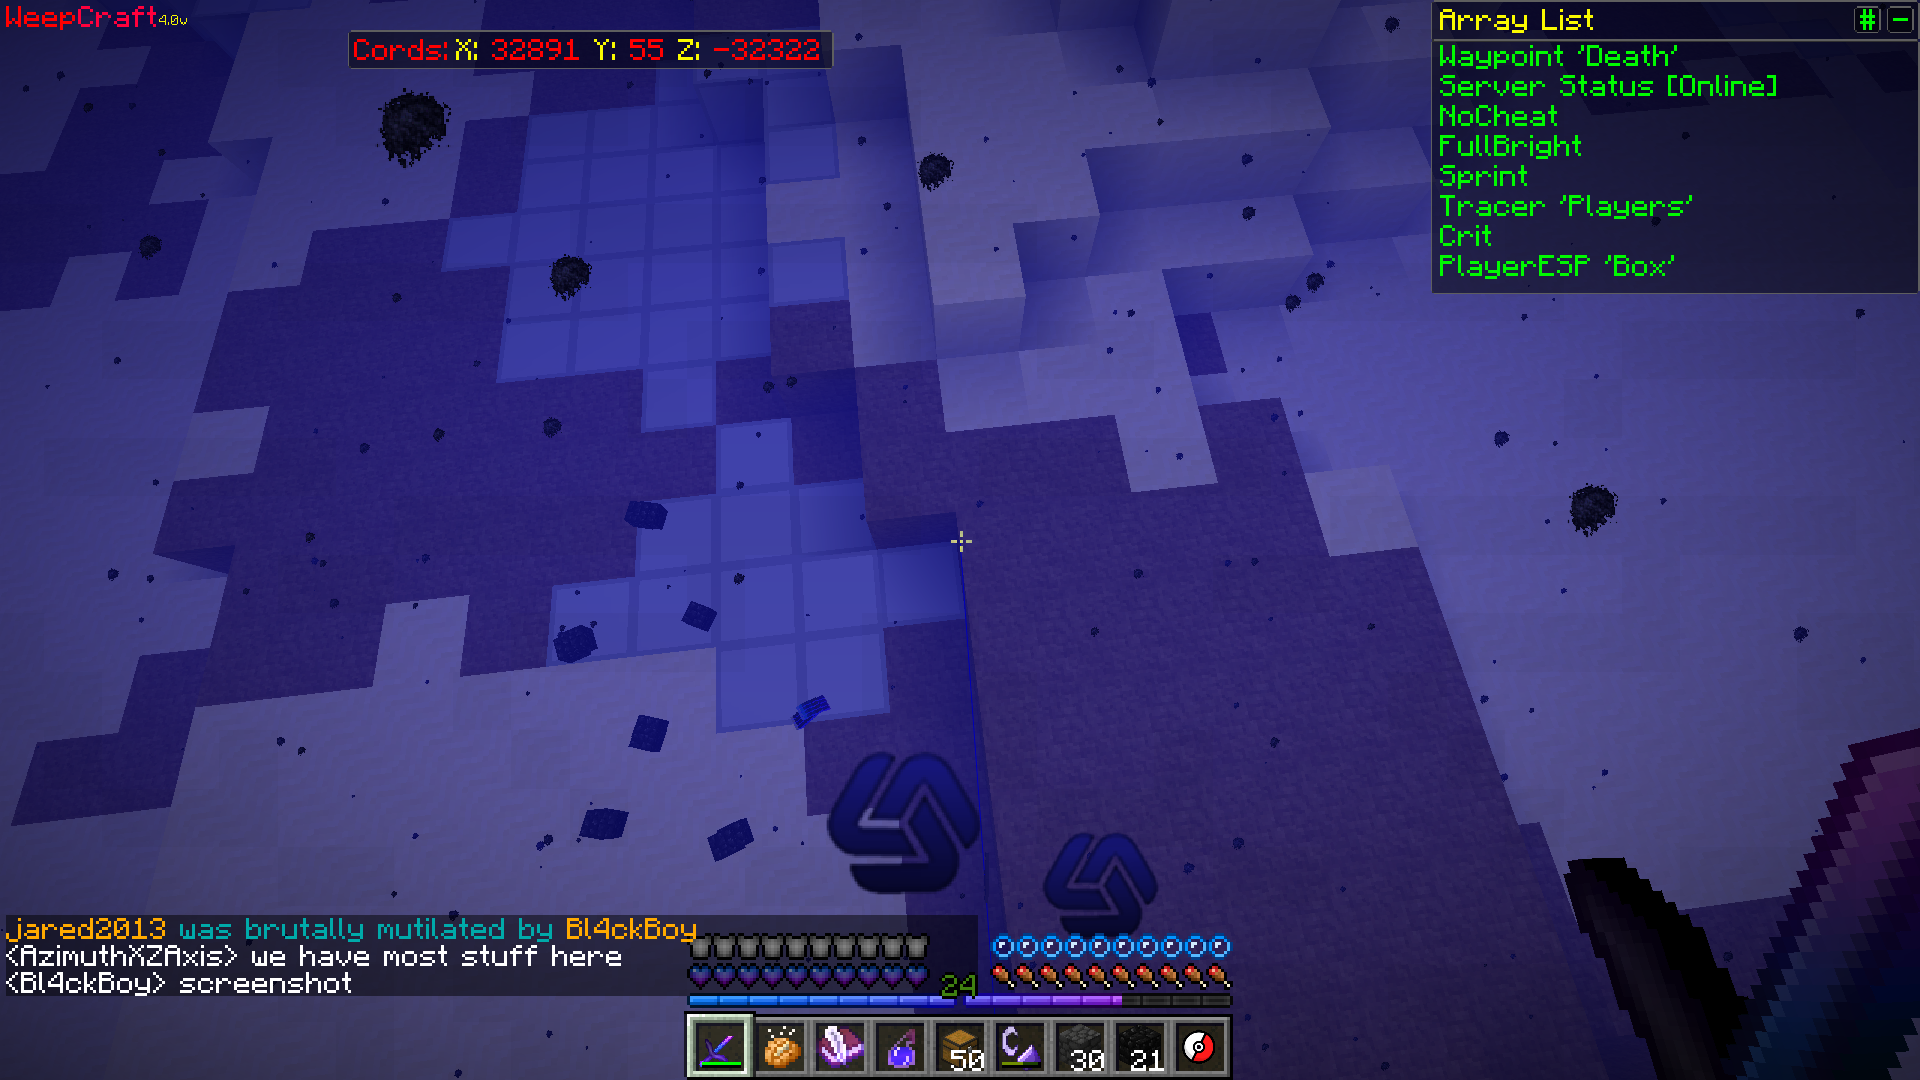 WeepCraft4.0v
Cords: X: 32891 Y: 55 Z: -32322
Array List # -
Waypoint 'Death'
Server Status [Online]
NoCheat
FullBright
Sprint
Tracer 'Players'
Crit
PlayerESP 'Box'
jared2013 was brutally mutilated by Bl4ckBoy
<AzimuthXZAxis> we have most stuff here
<Bl4ckBoy> screenshot
24
50 30 21